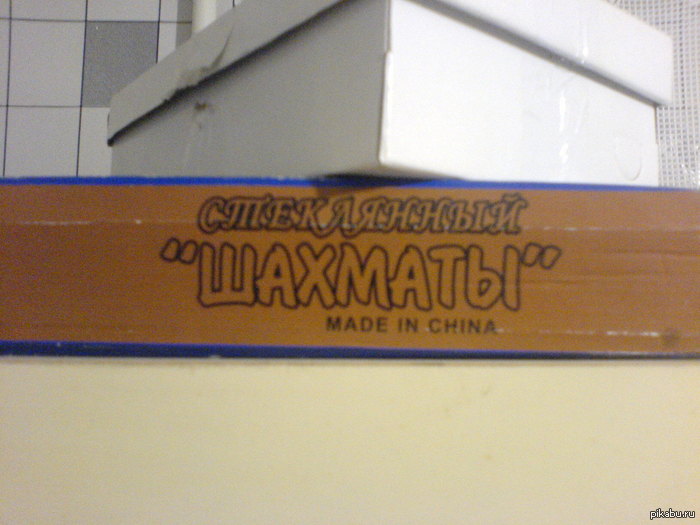 СТЕКЛЯННЫЙ
"ШАХМАТЫ"
MADE IN CHINA
pikabu.ru